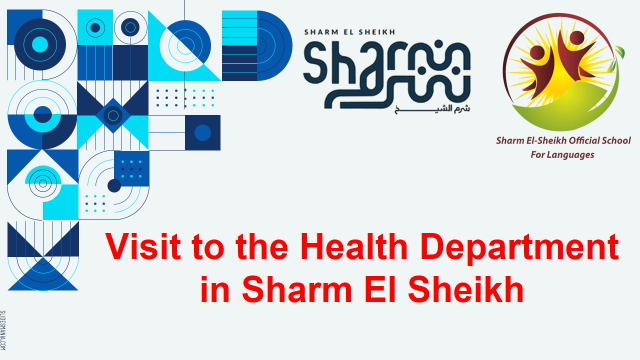 SHARM EL SHEIKH
Sharm
شرم الشيخ
Sharm El-Sheikh Official School
For Languages
Visit to the Health Department
in Sharm El Sheikh